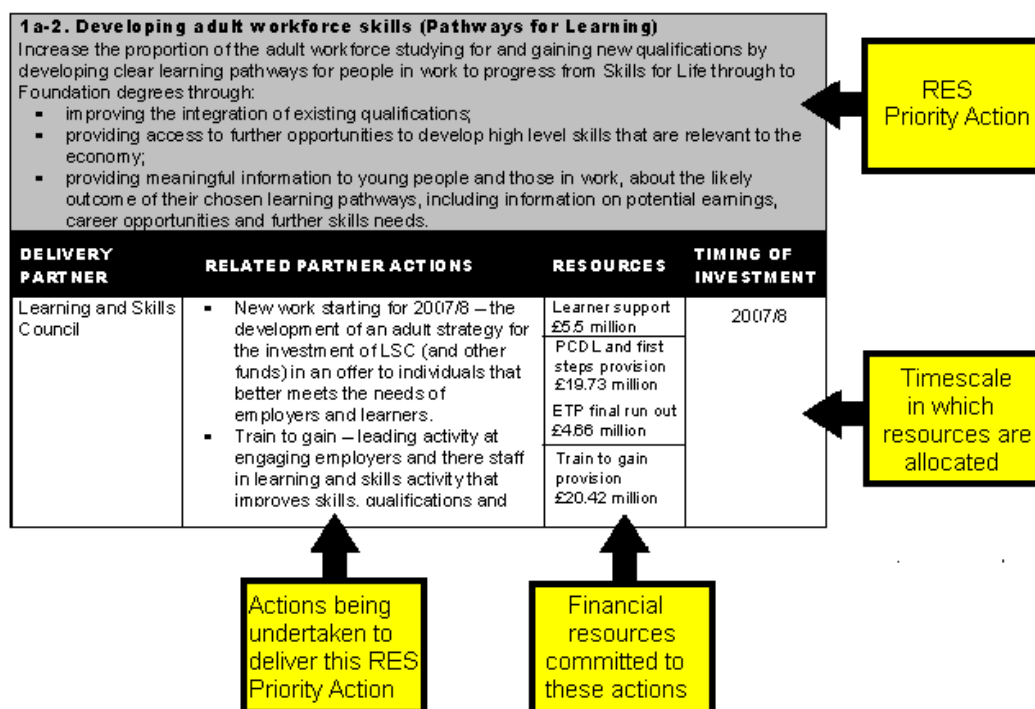 1a-2. Developing adult workforce skills (Pathways for Learning)
Increase the proportion of the adult workforce studying for and gaining new qualifications by
developing clear learning pathways for people in work to progress from Skills for Life through to
Foundation degrees through:
▪ improving the integration of existing qualifications;
▪ providing access to further opportunities to develop high level skills that are relevant to the
economy;
▪ providing meaningful information to young people and those in work, about the likely
outcome of their chosen learning pathways, including information on potential earnings,
career opportunities and further skills needs.
RES
Priority Action
DELIVERY
PARTNER
RELATED PARTNER ACTIONS
RESOURCES
TIMING OF
INVESTMENT
Learning and Skills
Council
▪ New work starting for 2007/8 – the
development of an adult strategy for
the investment of LSC (and other
funds) in an offer to individuals that
better meets the needs of
employers and learners.
▪ Train to gain – leading activity at
engaging employers and there staff
in learning and skills activity that
improves skills, qualifications and
Learner support
£5.5 million
PCDL and first
steps provision
£19.73 million
ETP final run out
£4.66 million
Train to gain
provision
£20.42 million
2007/8
Timescale
in which
resources are
allocated
Actions being
undertaken to
deliver this RES
Priority Action
Financial
resources
committed to
these actions